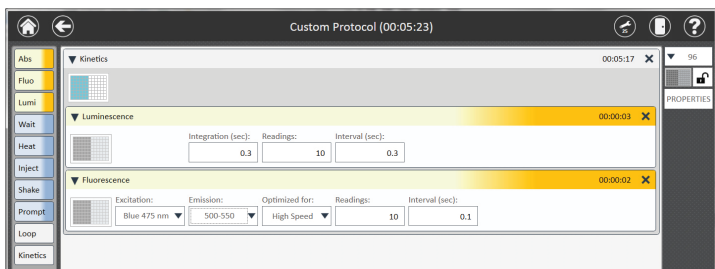 Custom Protocol (00:05:23)
2S
Abs
Fluo
Lumi
Wait
Heat
Inject
Shake
Prompt
Loop
Kinetics
Kinetics 00:05:17
Luminescence 00:00:03
Integration (sec): Readings: Interval (sec):
0.3 10 0.3
Fluorescence 00:00:02
Excitation: Emission: Optimized for: Readings: Interval (sec):
Blue 475 nm 500-550 High Speed 10 0.1
96
PROPERTIES